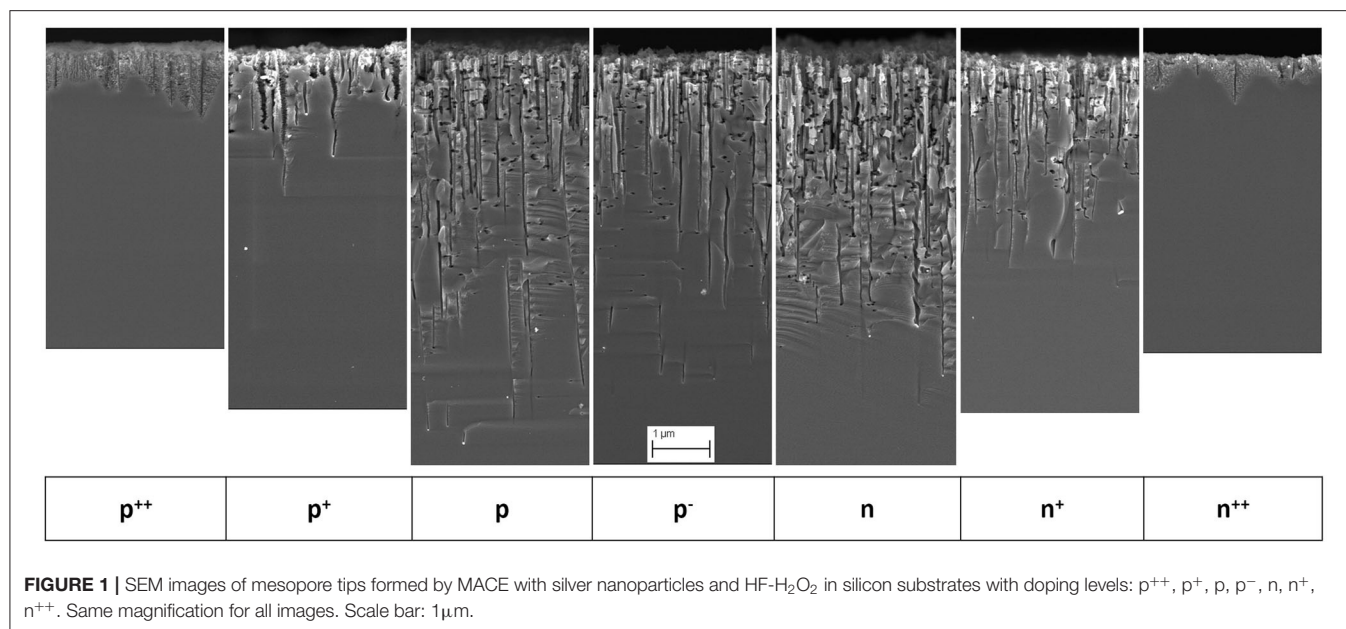 1 µm
p⁺⁺ p⁺ p p⁻ n n⁺ n⁺⁺
FIGURE 1 | SEM images of mesopore tips formed by MACE with silver nanoparticles and HF-H₂O₂ in silicon substrates with doping levels: p⁺⁺, p⁺, p, p⁻, n, n⁺,
n⁺⁺. Same magnification for all images. Scale bar: 1µm.